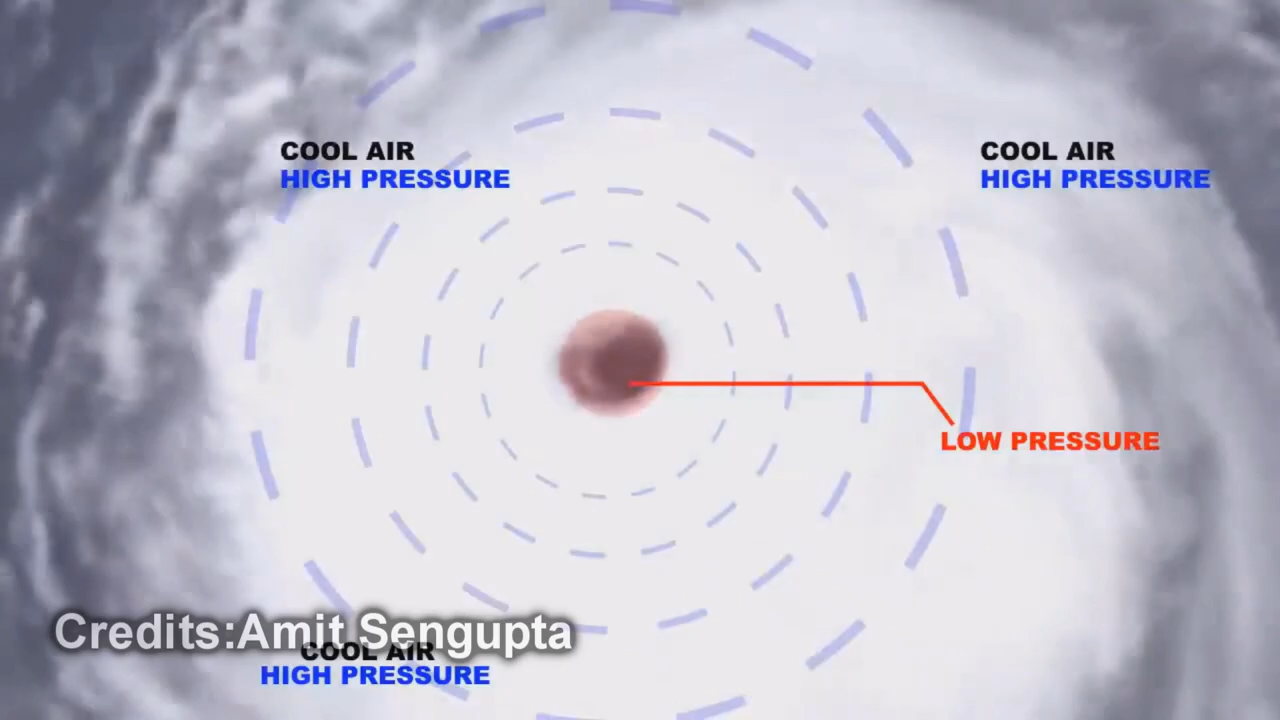 COOL AIR
HIGH PRESSURE
COOL AIR
HIGH PRESSURE
LOW PRESSURE
Credits:Amit Sengupta
COOL AIR
HIGH PRESSURE